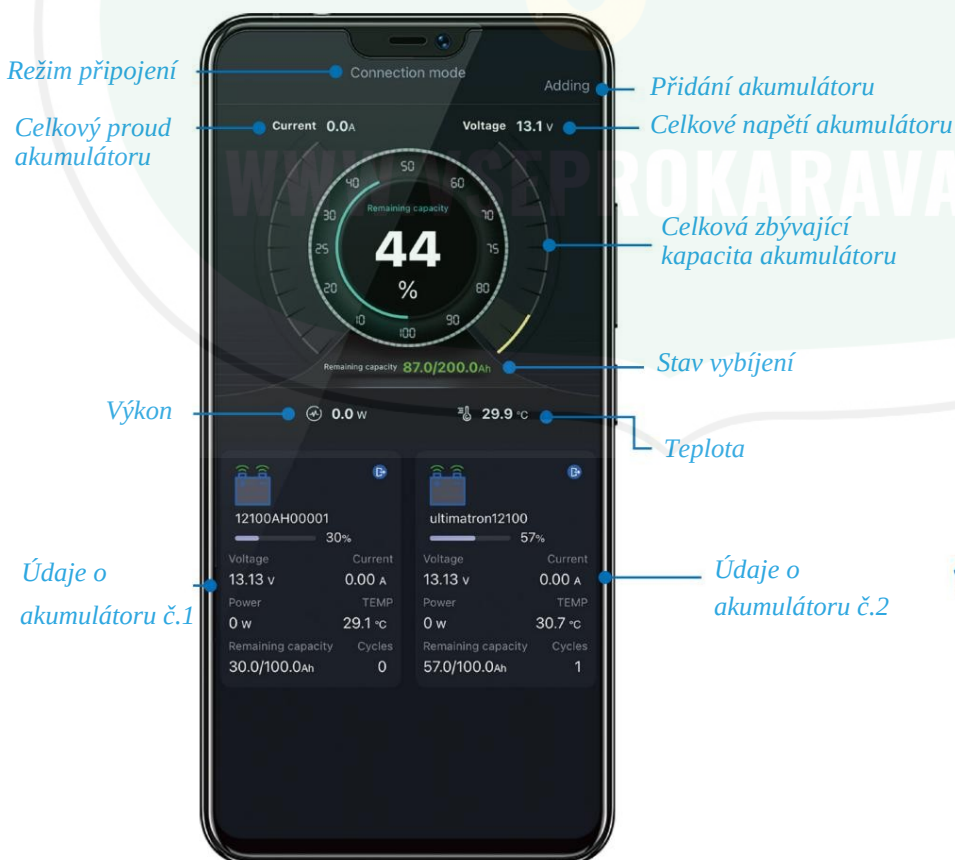 Režim připojení
Connection mode
Adding
Přidání akumulátoru
Celkový proud
akumulátoru
Current 0.0A
Voltage 13.1 V
Celkové napětí akumulátoru
WWW.VSEPROKARAVA
50
40
60
30
Remaining capacity
70
25
44
75
%
20
80
10
90
100
Celková zbývající
kapacita akumulátoru
Remaining capacity 87.0/200.0Ah
Stav vybíjení
Výkon
0.0 W
29.9 °C
Teplota
12100AH00001
30%
Voltage Current
13.13 V 0.00 A
Power TEMP
0 W 29.1 °C
Remaining capacity Cycles
30.0/100.0Ah 0
ultimatron12100
57%
Voltage Current
13.13 V 0.00 A
Power TEMP
0 W 30.7 °C
Remaining capacity Cycles
57.0/100.0Ah 1
Údaje o
akumulátoru č.1
Údaje o
akumulátoru č.2